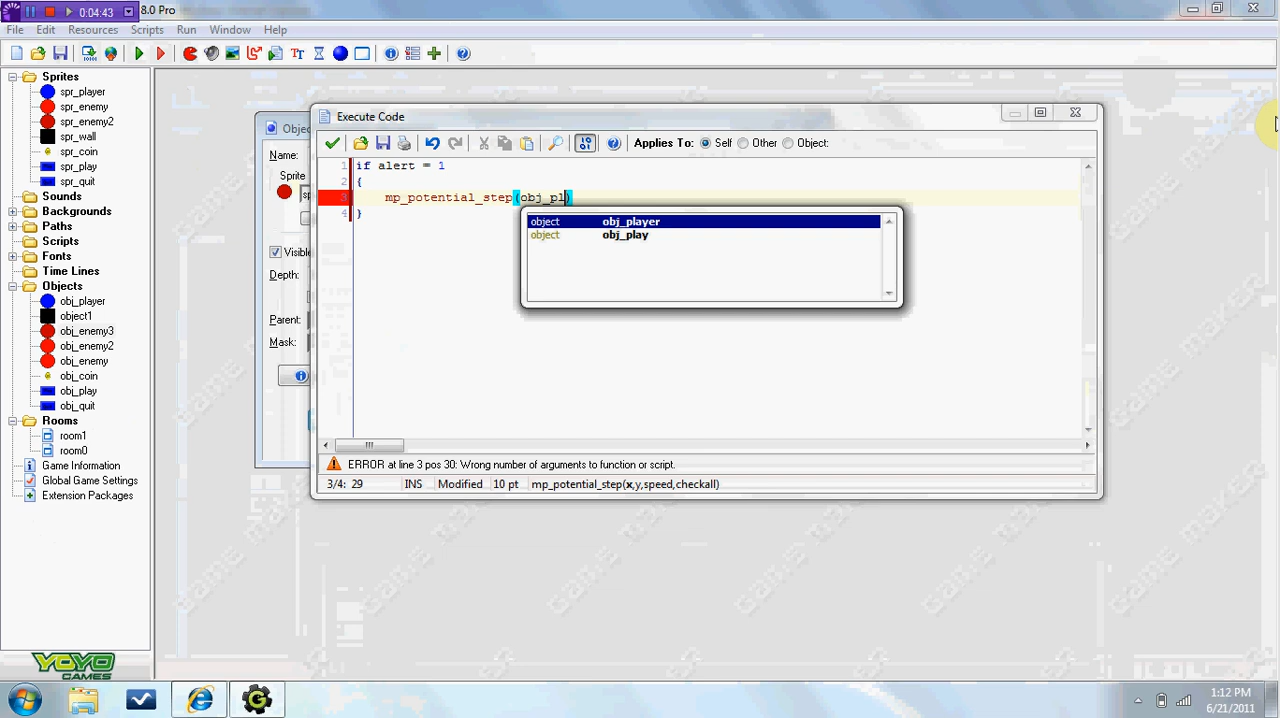 0:04:43 8.0 Pro
File Edit Resources Scripts Run Window Help
Sprites
spr_player
spr_enemy
spr_enemy2
spr_wall
spr_coin
spr_play
spr_quit
Sounds
Backgrounds
Paths
Scripts
Fonts
Time Lines
Objects
obj_player
object1
obj_enemy3
obj_enemy2
obj_enemy
obj_coin
obj_play
obj_quit
Rooms
room1
room0
Game Information
Global Game Settings
Extension Packages
YOYO
GAMES
Name:
Sprite
Visible
Depth:
Parent:
Mask:
Execute Code
Applies To: Self Other Object:
1 if alert = 1
2 {
3 mp_potential_step(obj_pl)
4 }
object obj_player
object obj_play
ERROR at line 3 pos 30: Wrong number of arguments to function or script.
3/4: 29 INS Modified 10 pt mp_potential_step(x,y,speed,checkall)
1:12 PM
6/21/2011